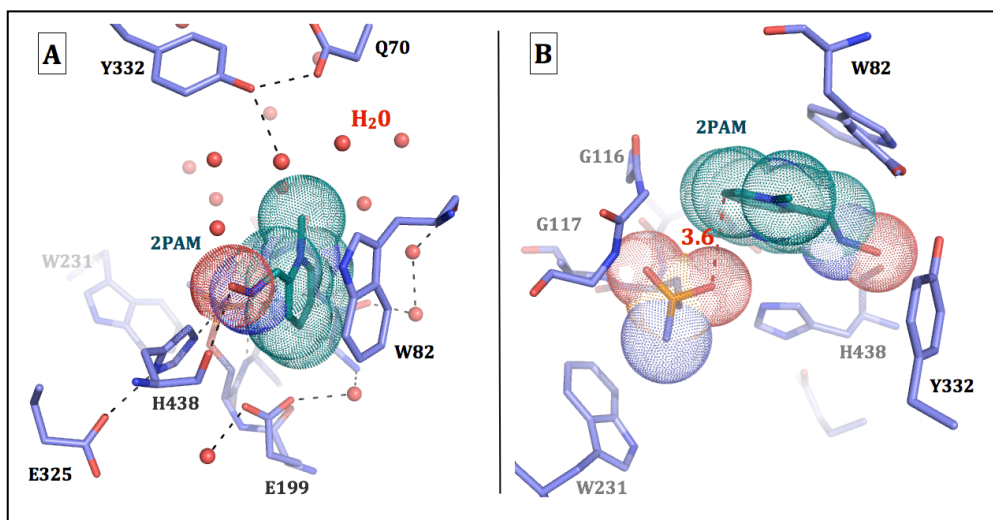 A
Y332
Q70
H₂0
2PAM
W231
W82
H438
E325
E199
B
W82
2PAM
G116
G117
3.6
H438
Y332
W231